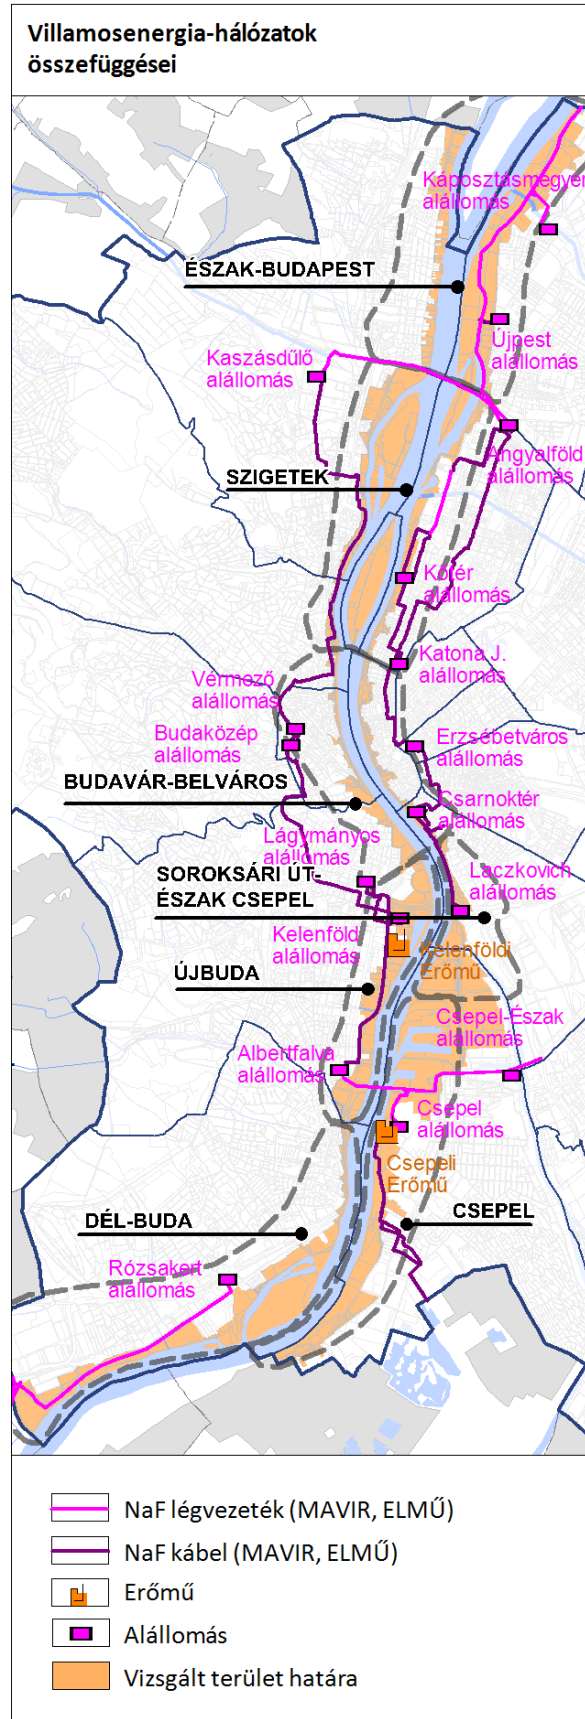 Villamosenergia-hálózatok
összefüggései
Káposztásmegyer
alállomás
ÉSZAK-BUDAPEST
Újpest
alállomás
Kaszásdűlő
alállomás
Angyalföld
alállomás
SZIGETEK
Kőtér
alállomás
Katona J.
alállomás
Vérmező
alállomás
Budaközép
alállomás
Erzsébetváros
alállomás
BUDAVÁR-BELVÁROS
Csarnoktér
alállomás
Lágymányos
alállomás
SOROKSÁRI ÚT-
ÉSZAK CSEPEL
Laczkovich
alállomás
Kelenföld
alállomás
Kelenföldi
Erőmű
ÚJBUDA
Csepel-Észak
alállomás
Albertfalva
alállomás
Csepel
alállomás
Csepeli
Erőmű
DÉL-BUDA
CSEPEL
Rózsakert
alállomás
NaF légvezeték (MAVIR, ELMŰ)
NaF kábel (MAVIR, ELMŰ)
Erőmű
Alállomás
Vizsgált terület határa